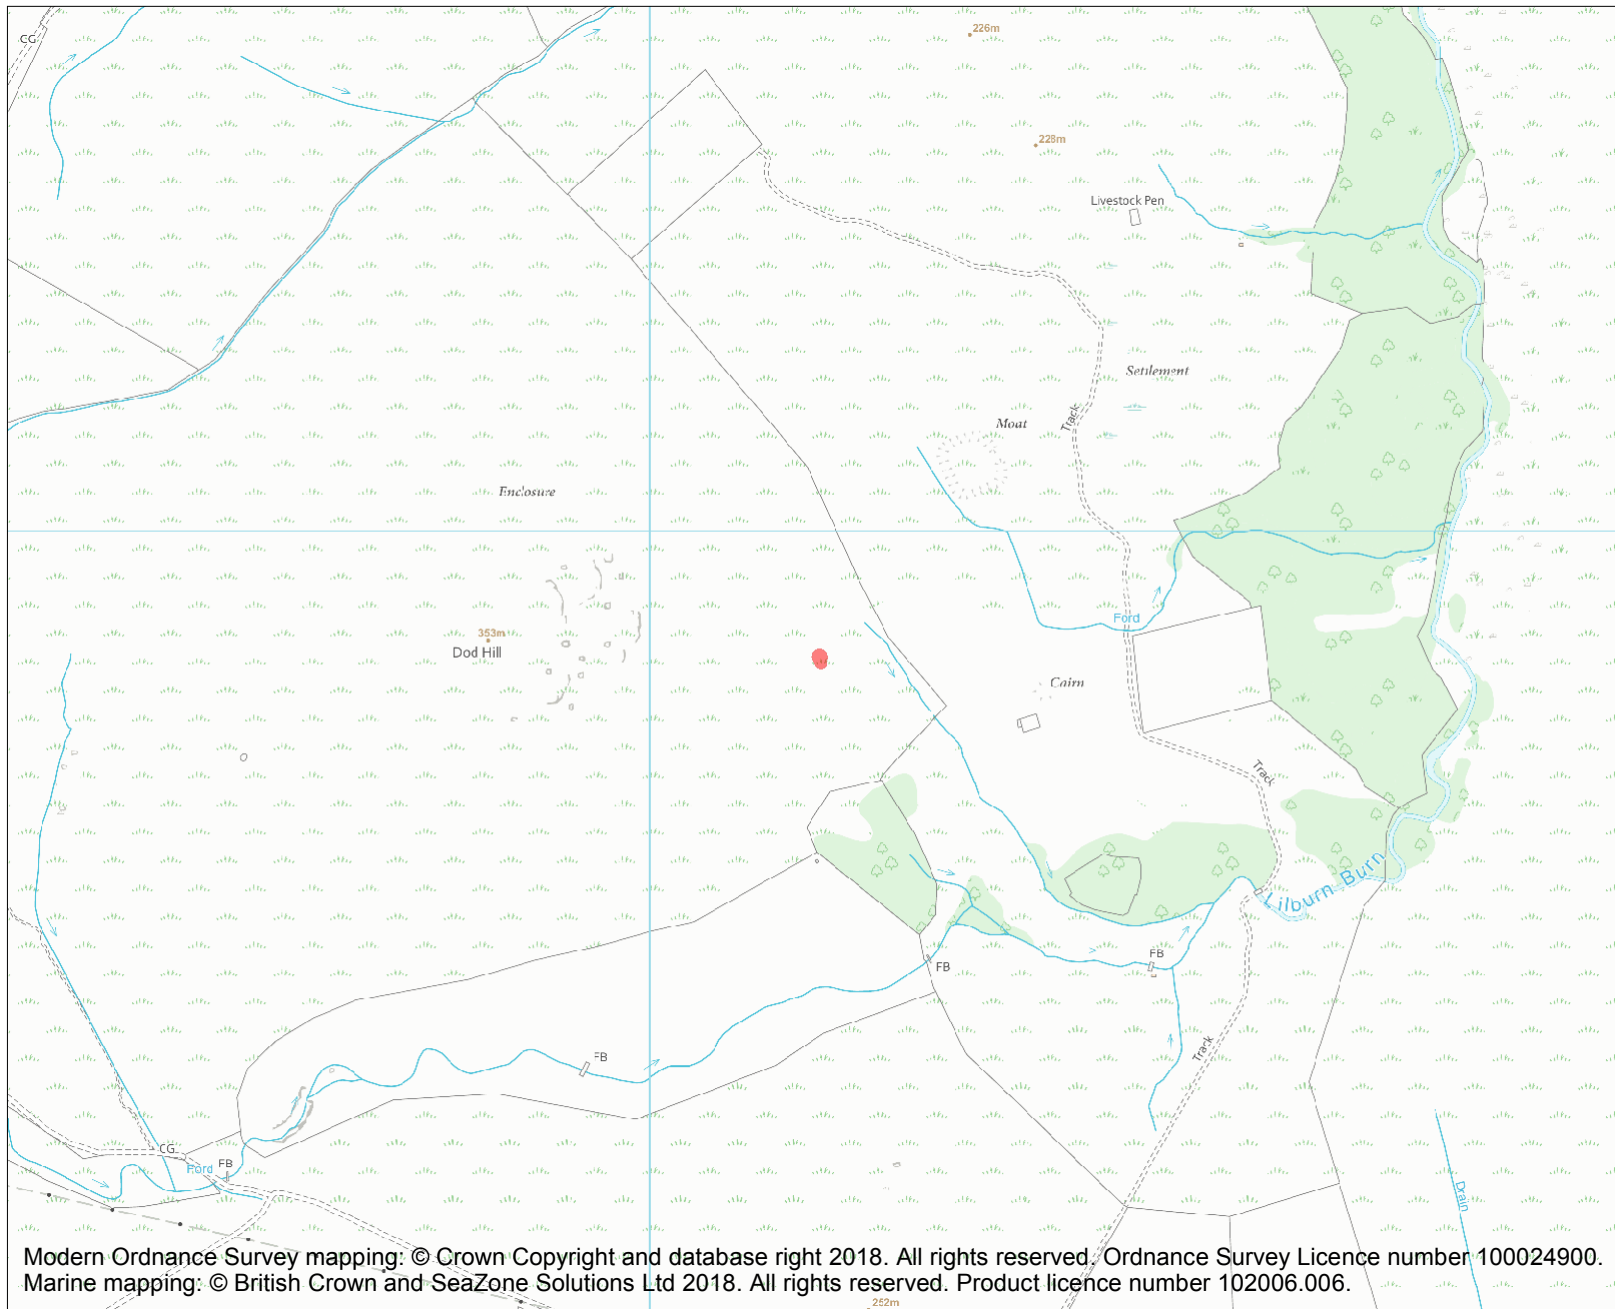 226m
CG
228m
Livestock Pen
Settlement
Track
Moat
Enclosure
Ford
353m
Dod Hill
Cairn
Track
Lilburn Burn
FB
FB
Track
FB
CG
FB
Ford
Drain
Modern Ordnance Survey mapping: © Crown Copyright and database right 2018. All rights reserved. Ordnance Survey Licence number 100024900.
Marine mapping: © British Crown and SeaZone Solutions Ltd 2018. All rights reserved. Product licence number 102006.006.
252m